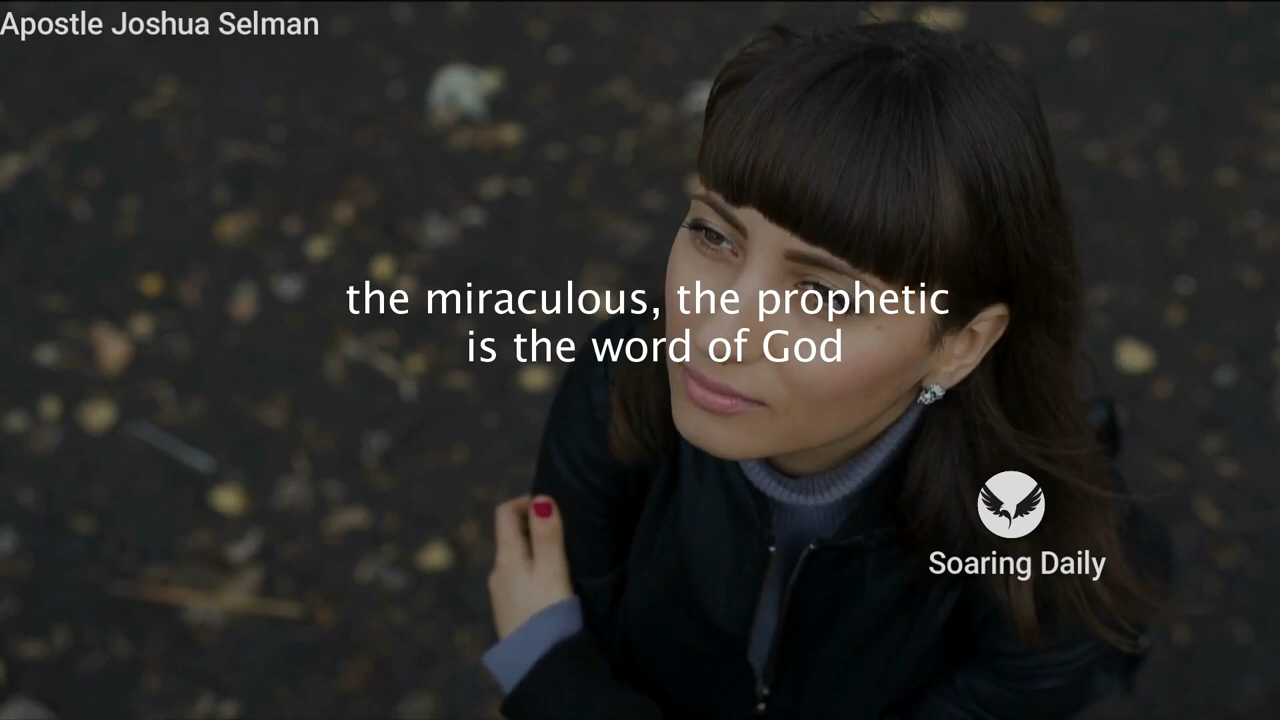 Apostle Joshua Selman
the miraculous, the prophetic
is the word of God
Soaring Daily